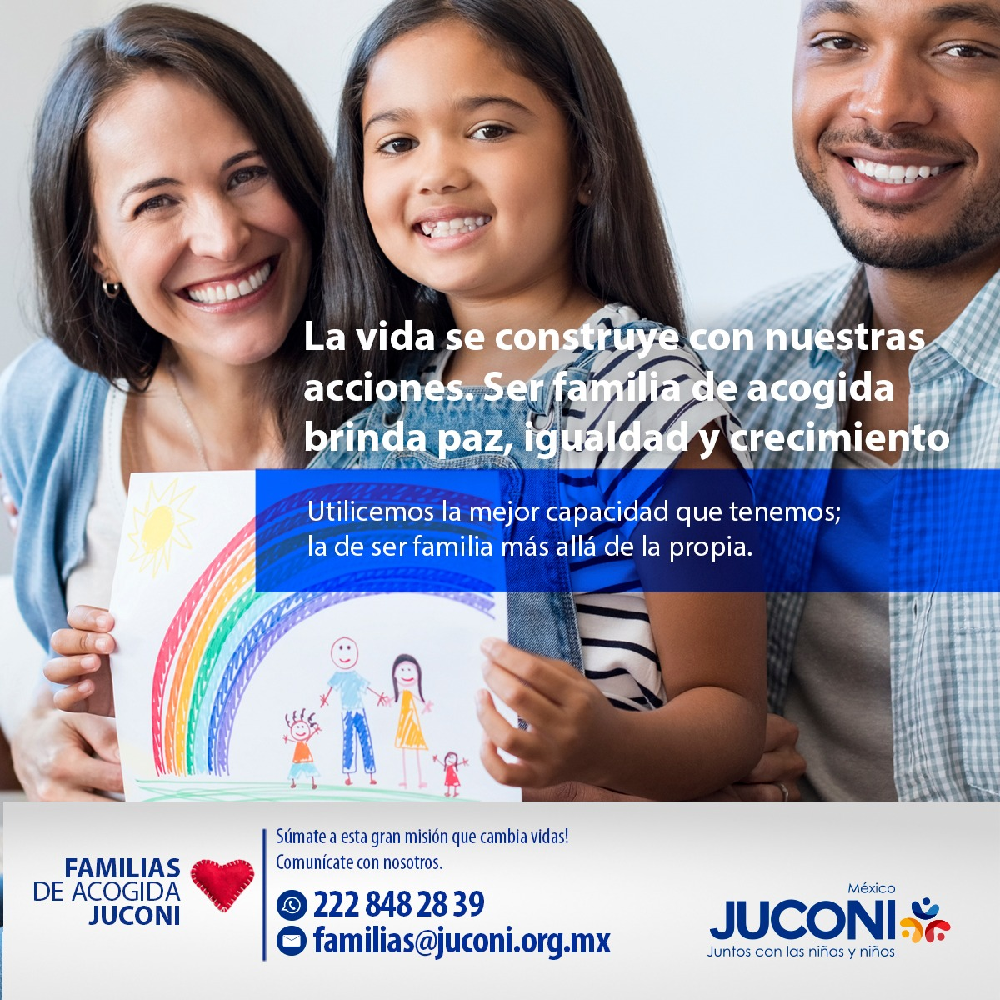 La vida se construye con nuestras
acciones. Ser familia de acogida
brinda paz, igualdad y crecimiento
Utilicemos la mejor capacidad que tenemos;
la de ser familia más allá de la propia.
FAMILIAS
DE ACOGIDA
JUCONI
Súmate a esta gran misión que cambia vidas!
Comunícate con nosotros.
222 848 28 39
familias@juconi.org.mx
México
JUCONI
Juntos con las niñas y niños